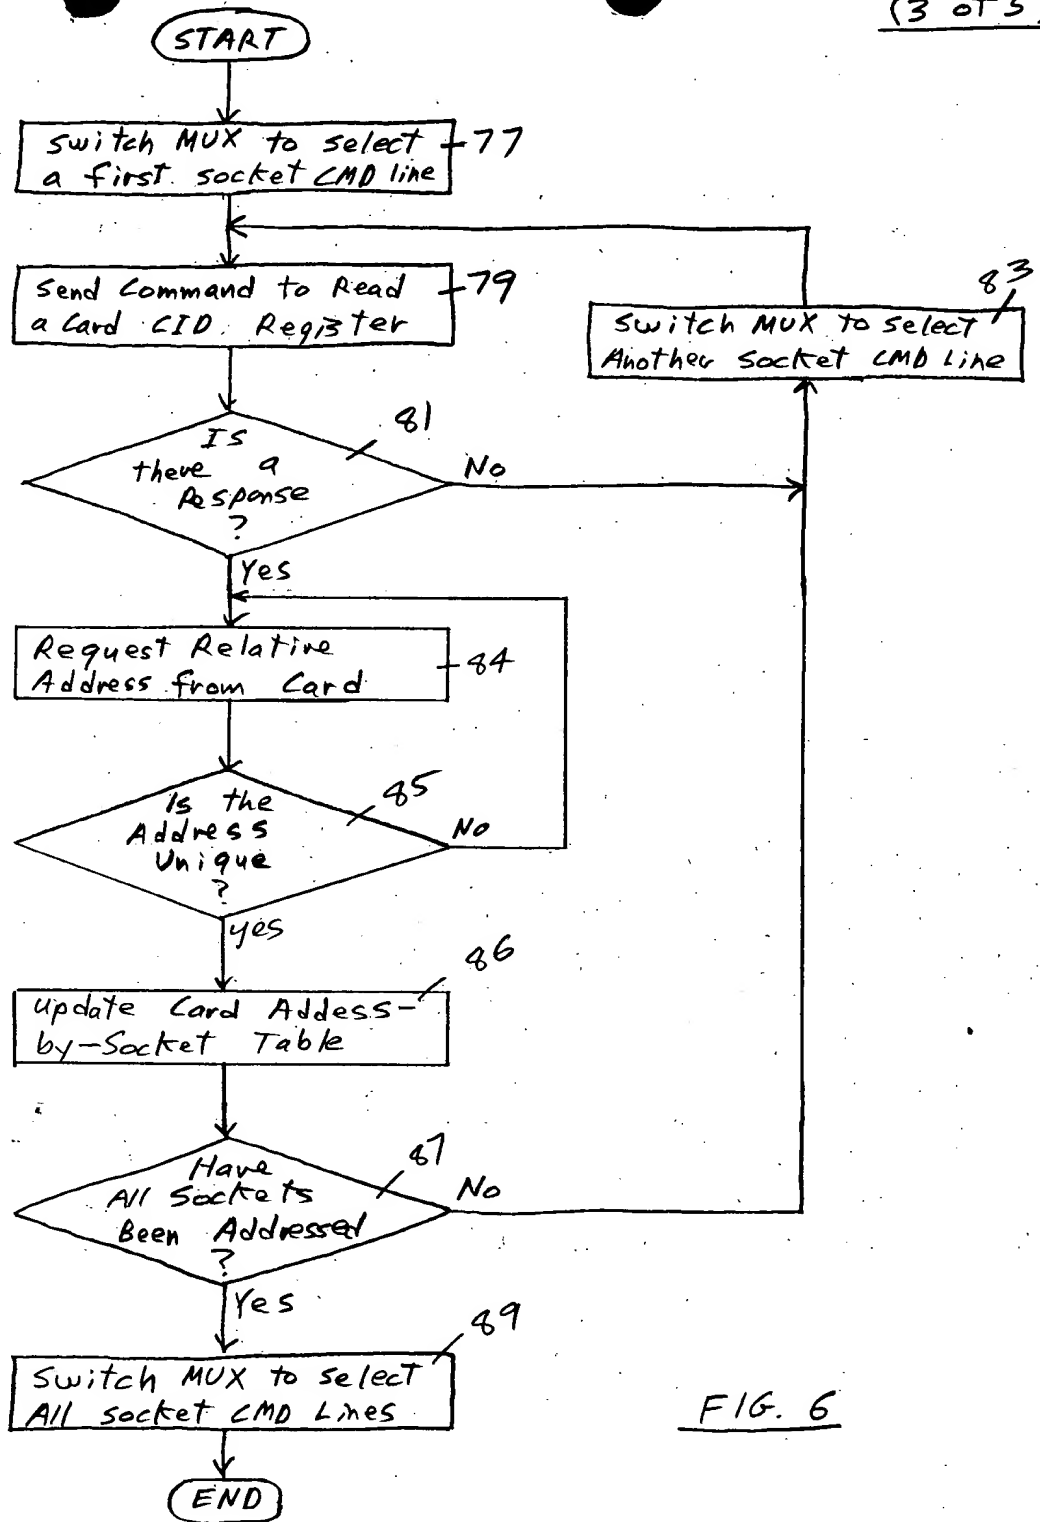 (3 of 5)
START
Switch MUX to select
a first socket CMD line
77
Send Command to Read
a Card CID Register
79
83
Switch MUX to select
Another Socket CMD Line
Is
there a
Response
?
81
No
Yes
Request Relative
Address from Card
84
Is the
Address
Unique
?
85
No
yes
update Card Addess-
by-Socket Table
86
Have
All Sockets
Been Addressed
?
87
No
Yes
Switch MUX to select
All socket CMD Lines
89
FIG. 6
END